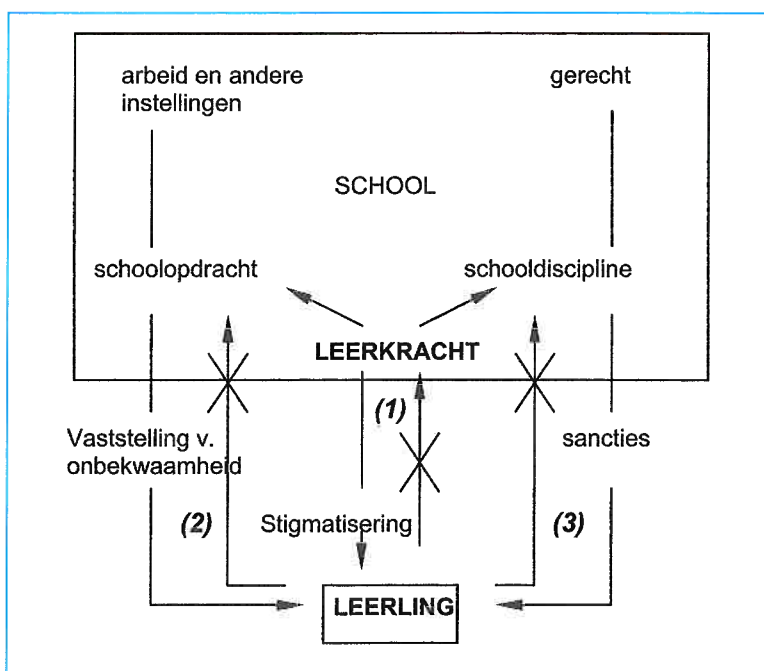 arbeid en andere
instellingen
gerecht
SCHOOL
schoolopdracht
schooldiscipline
LEERKRACHT
(1)
Vaststelling v.
onbekwaamheid
sancties
(2)
Stigmatisering
(3)
LEERLING